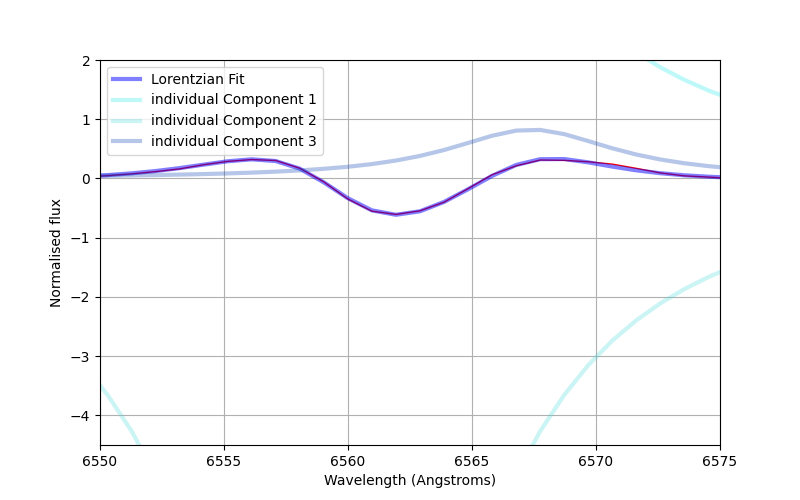 2
1
0
−1
−2
−3
−4
Normalised flux
Lorentzian Fit
individual Component 1
individual Component 2
individual Component 3
6550 6555 6560 6565 6570 6575
Wavelength (Angstroms)